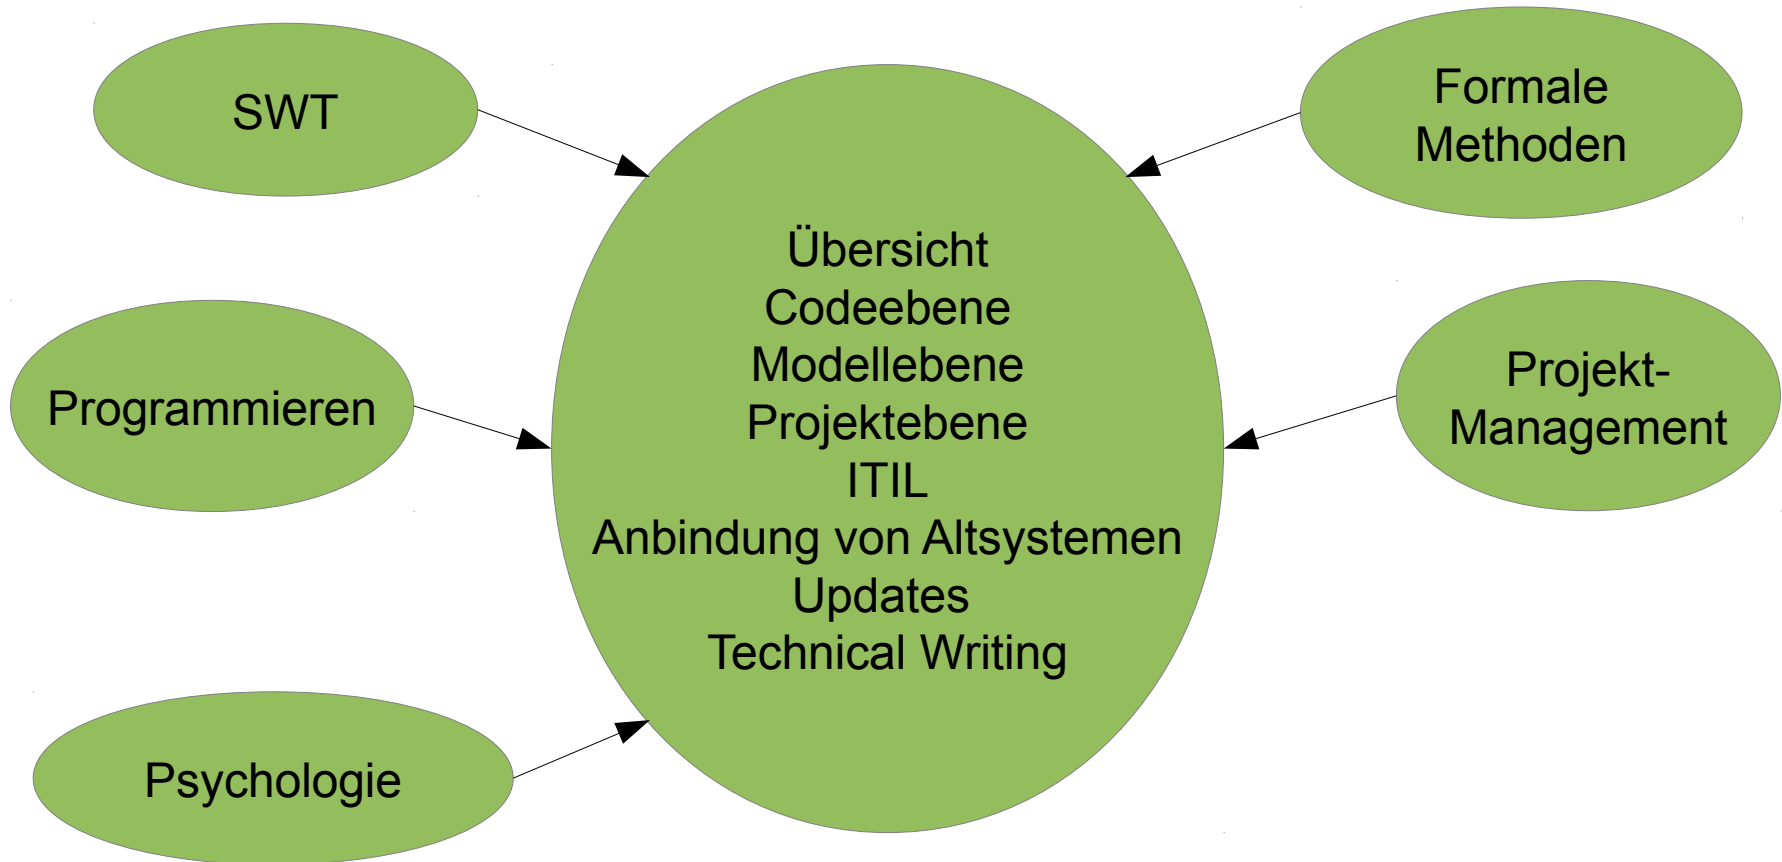 SWT
Formale
Methoden
Übersicht
Codeebene
Modellebene
Projektebene
ITIL
Anbindung von Altsystemen
Updates
Technical Writing
Programmieren
Projekt-
Management
Psychologie